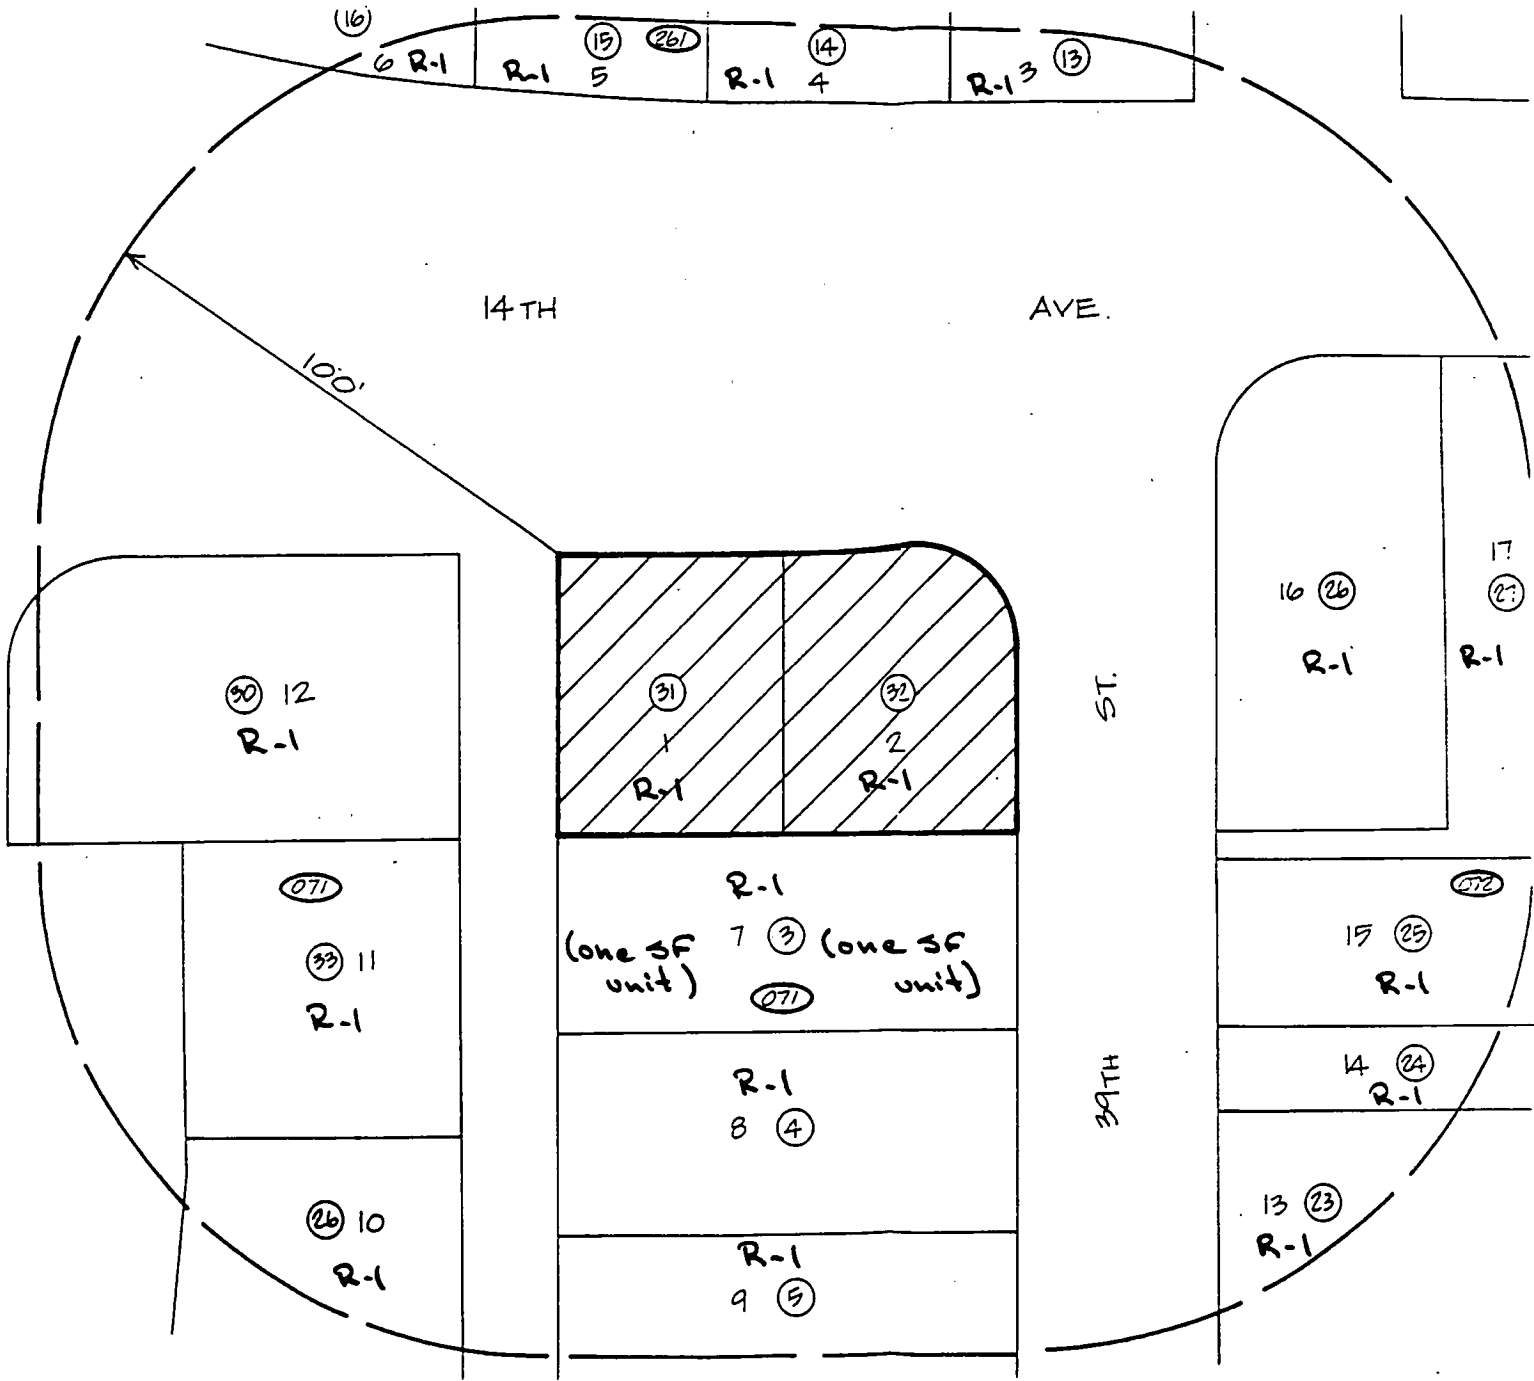 (16)
6 R-1
15 261
R-1 5
14
R-1 4
13
R-1 3
14TH AVE.
100'
17
16 26
27
R-1
R-1
30 12
R-1
31
1
R-1
32
2
R-1
ST.
071
33 11
R-1
R-1
7 3
(one SF unit)
(one SF unit)
071
072
15 25
R-1
R-1
8 4
39TH
14 24
R-1
26 10
R-1
R-1
9 5
13 23
R-1